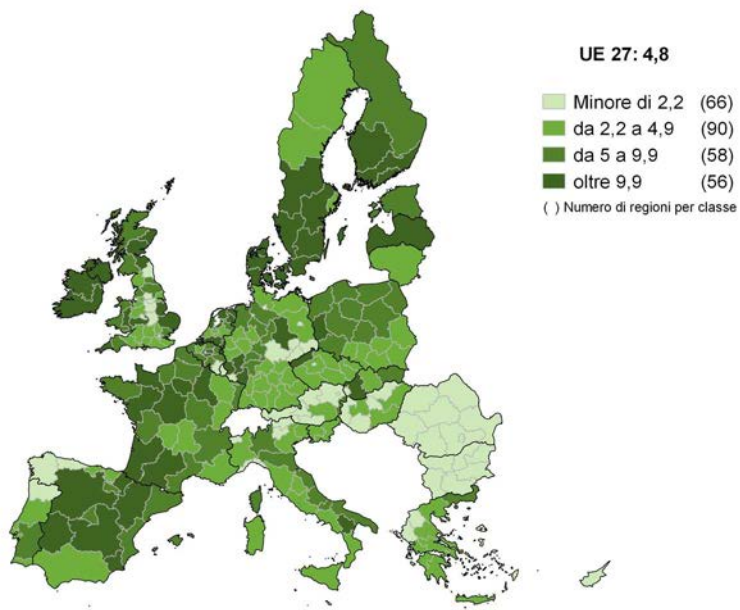 UE 27: 4,8
Minore di 2,2 (66)
da 2,2 a 4,9 (90)
da 5 a 9,9 (58)
oltre 9,9 (56)
( ) Numero di regioni per classe